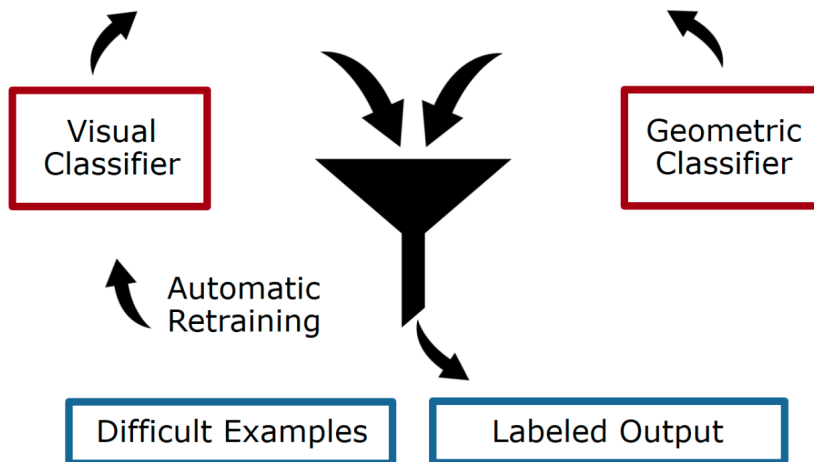 Visual
Classifier
Geometric
Classifier
Automatic
Retraining
Difficult Examples
Labeled Output